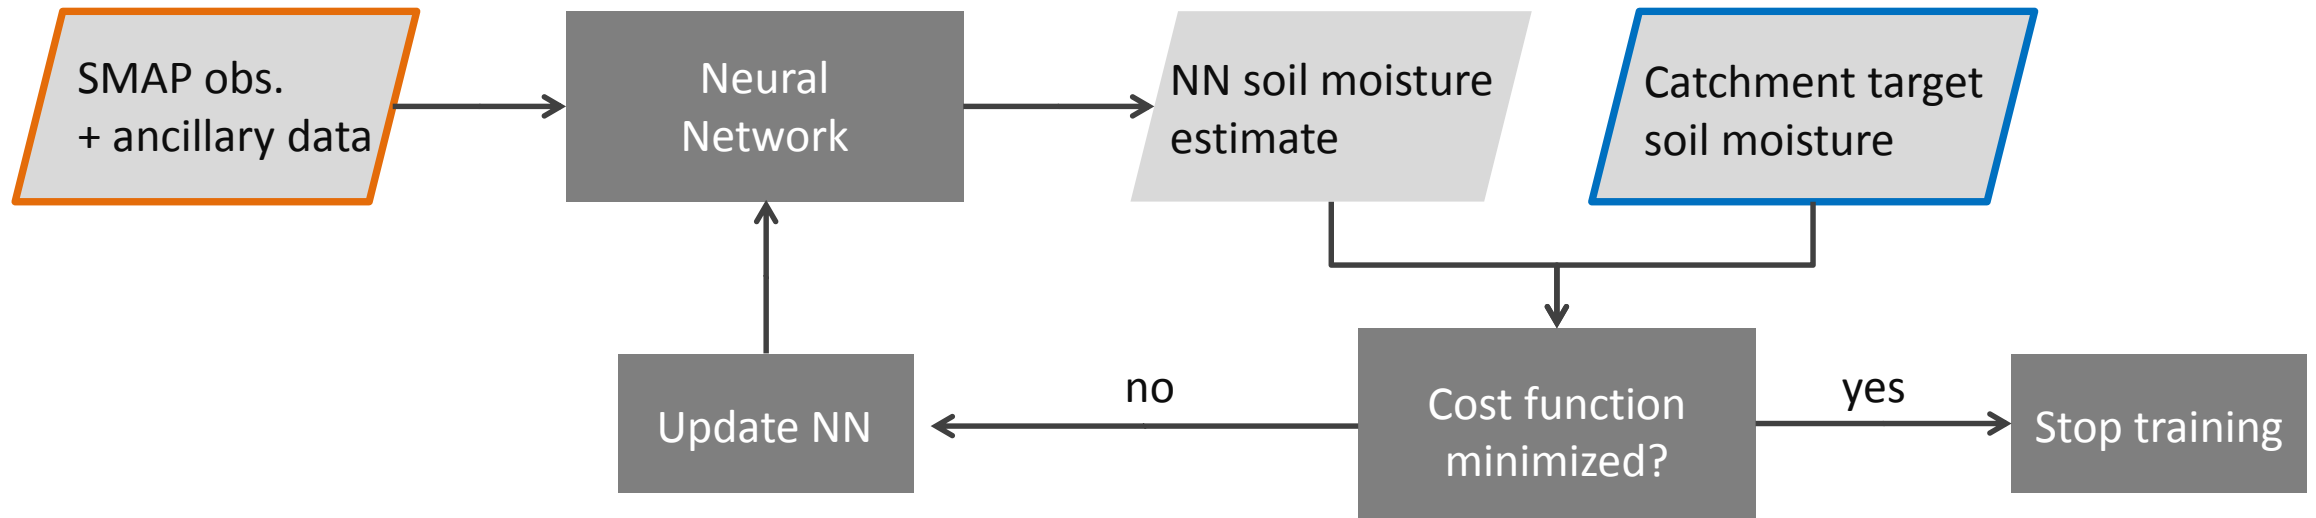 SMAP obs.
+ ancillary data
Neural
Network
NN soil moisture
estimate
Catchment target
soil moisture
Update NN
no
Cost function
minimized?
yes
Stop training